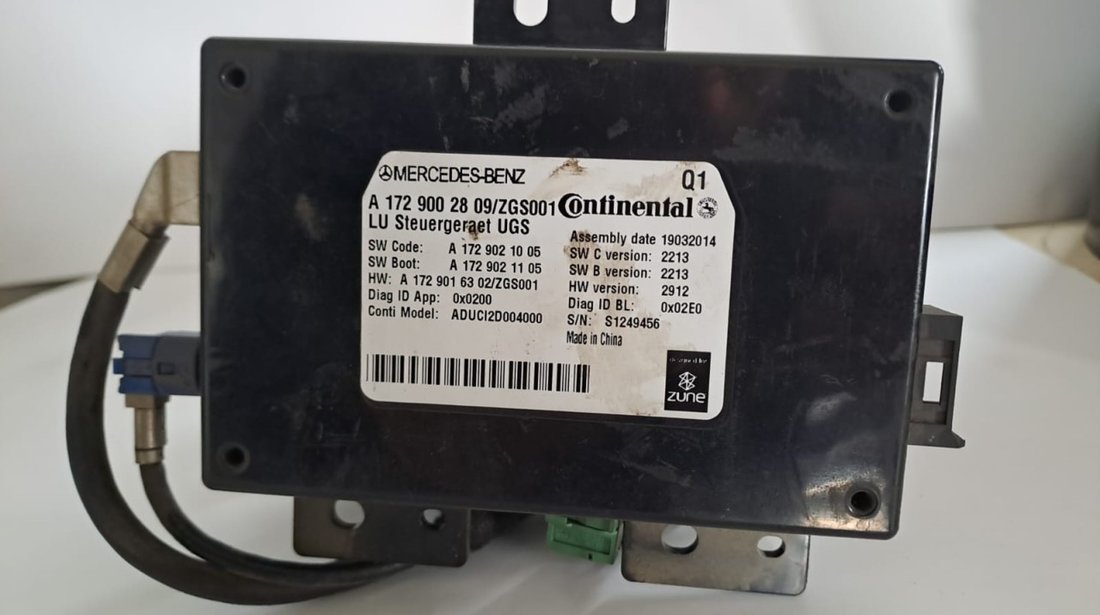 MERCEDES-BENZ
Q1
A 172 900 28 09/ZGS001
Continental
LU Steuergeraet UGS
SW Code: A 172 902 10 05
SW Boot: A 172 902 11 05
HW: A 172 901 63 02/ZGS001
Diag ID App: 0x0200
Conti Model: ADUCI2D004000
Assembly date 19032014
SW C version: 2213
SW B version: 2213
HW version: 2912
Diag ID BL: 0x02E0
S/N: S1249456
Made in China
designed for
zune